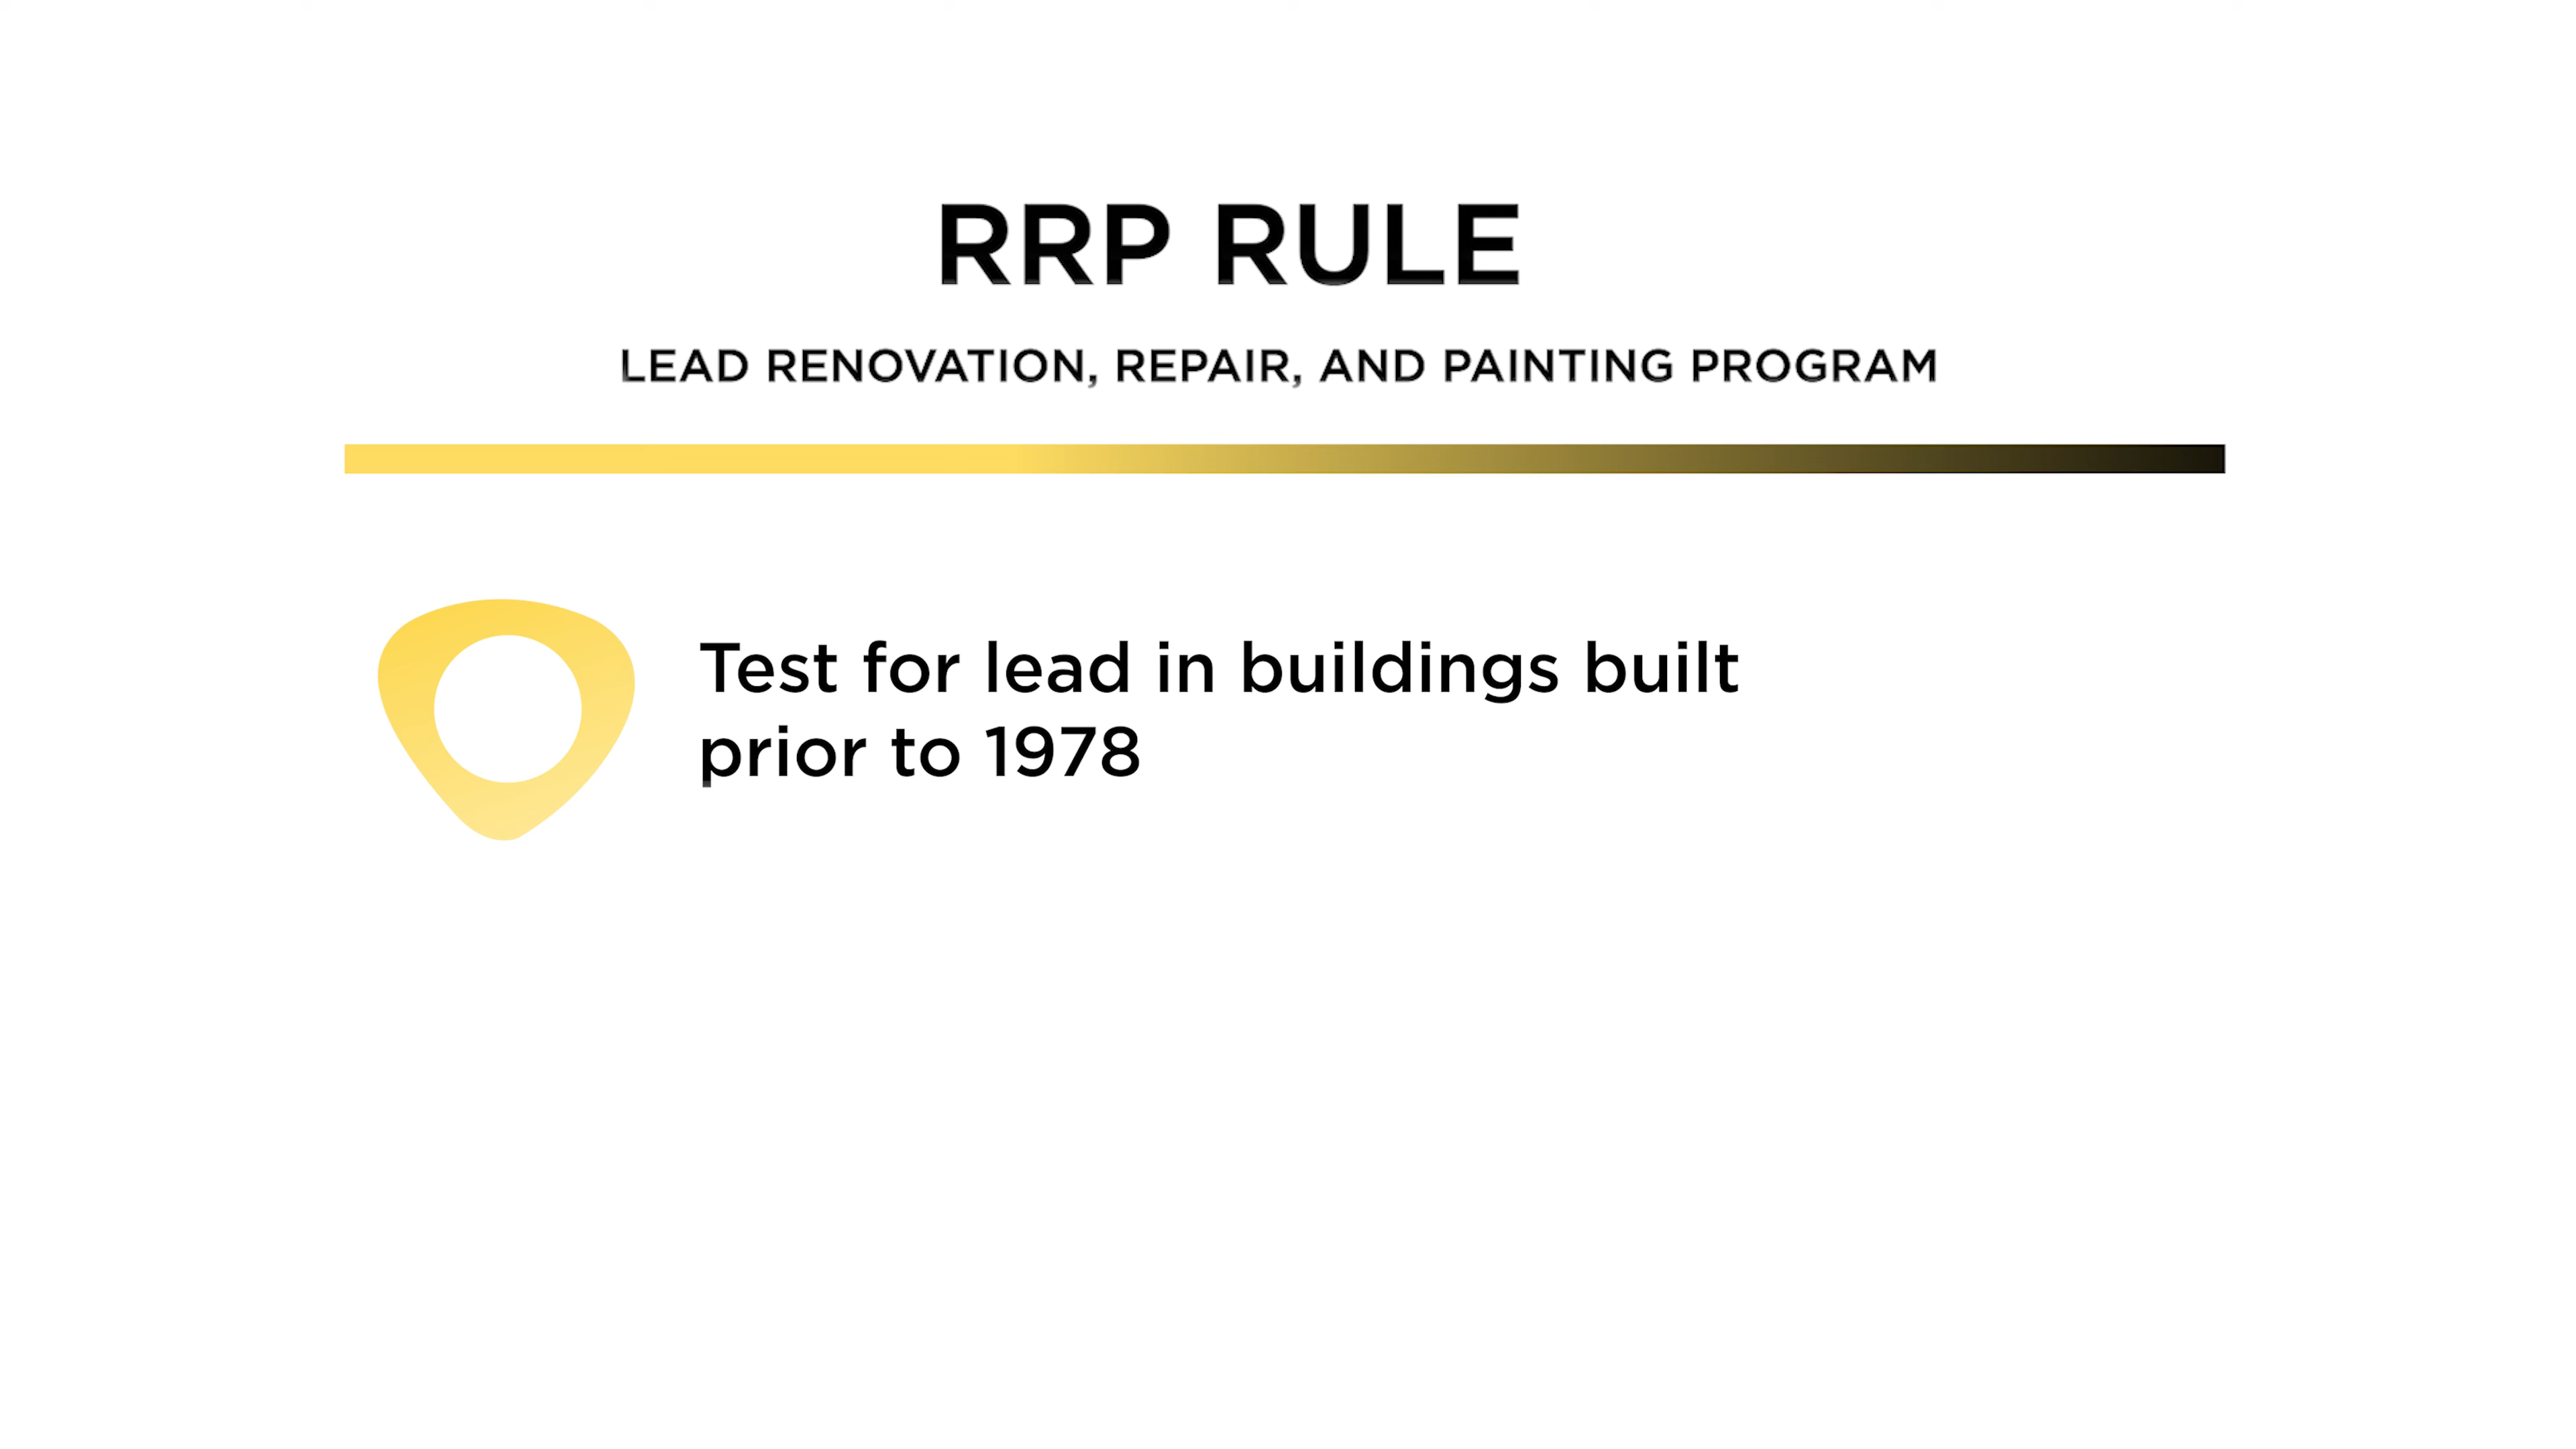 RRP RULE
LEAD RENOVATION, REPAIR, AND PAINTING PROGRAM
Test for lead in buildings built
prior to 1978